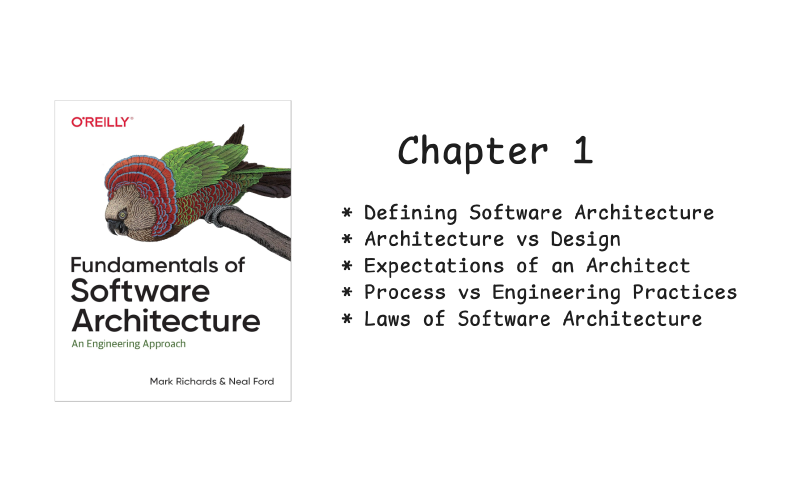 O'REILLY®
Fundamentals of
Software
Architecture
An Engineering Approach
Mark Richards & Neal Ford
Chapter 1
* Defining Software Architecture
* Architecture vs Design
* Expectations of an Architect
* Process vs Engineering Practices
* Laws of Software Architecture